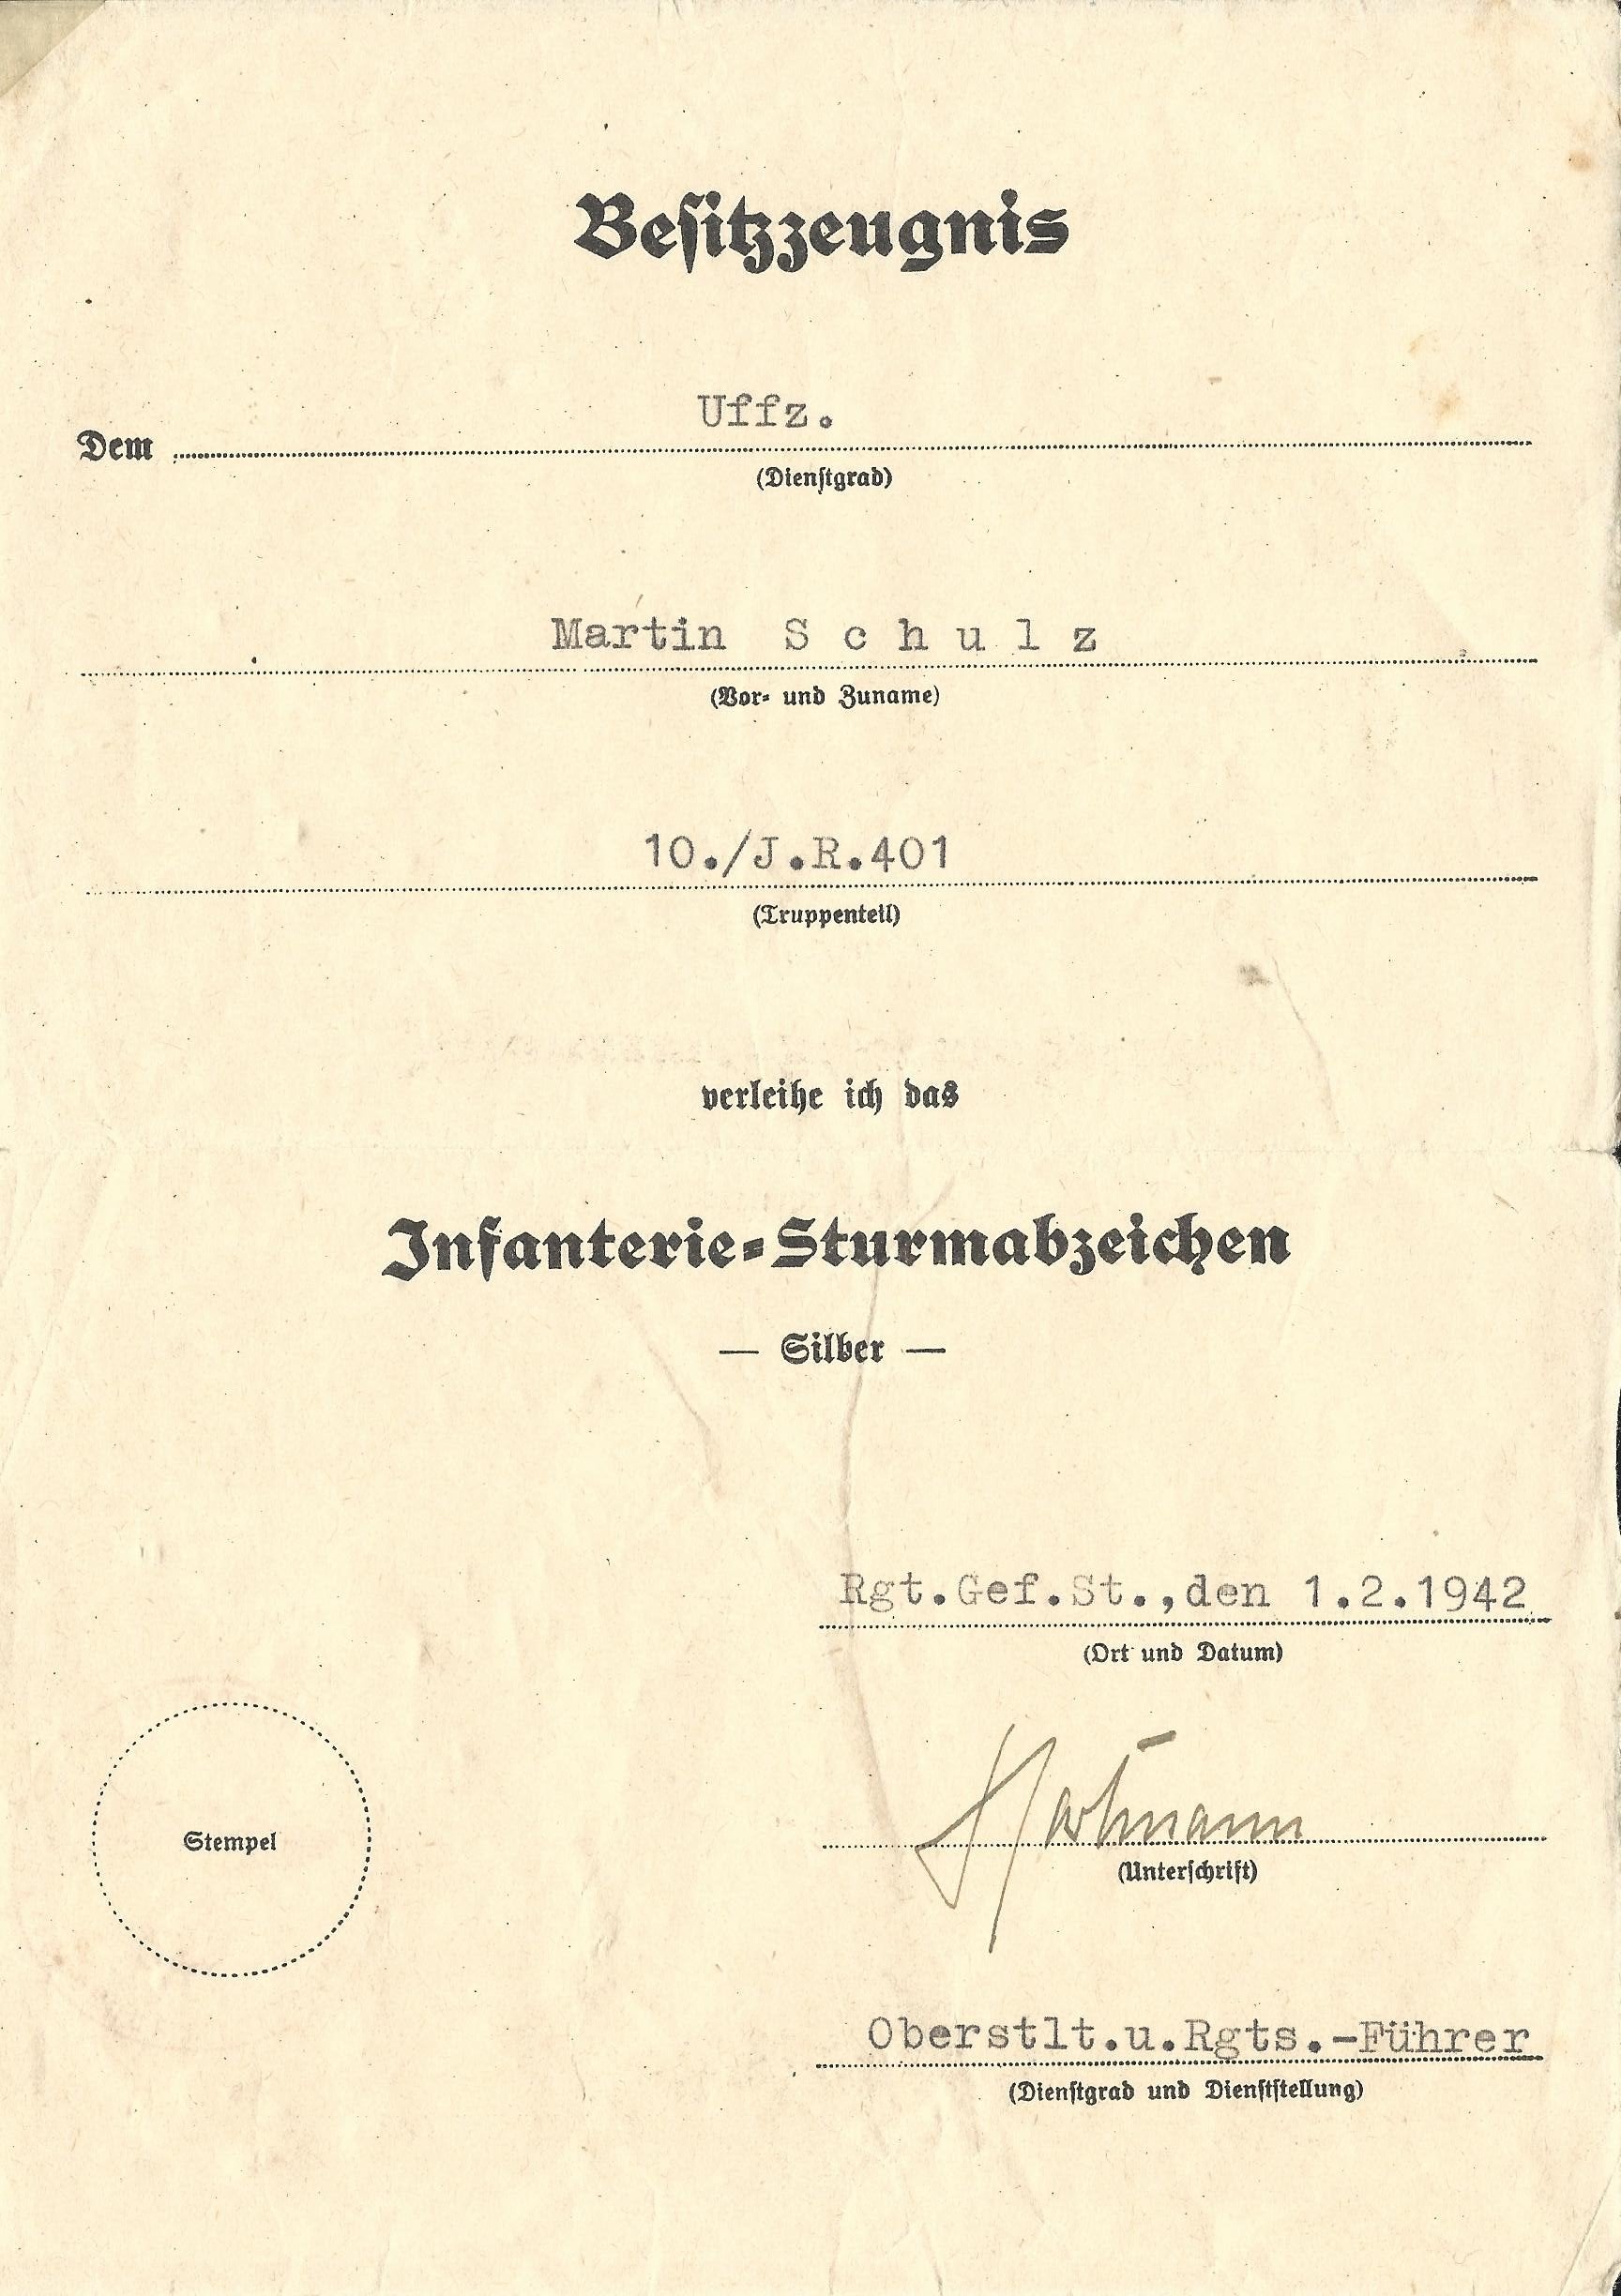 Besitzzeugnis
Uffz.
Dem
(Dienstgrad)
Martin S c h u l z
(Vor- und Zuname)
10./J.R.401
(Truppenteil)
verleihe ich das
Infanterie-Sturmabzeichen
— Silber —
Rgt.Gef.St.,den 1.2.1942
(Ort und Datum)
Hartmann
(Unterschrift)
Stempel
Oberstlt.u.Rgts.-Führer
(Dienstgrad und Dienststellung)